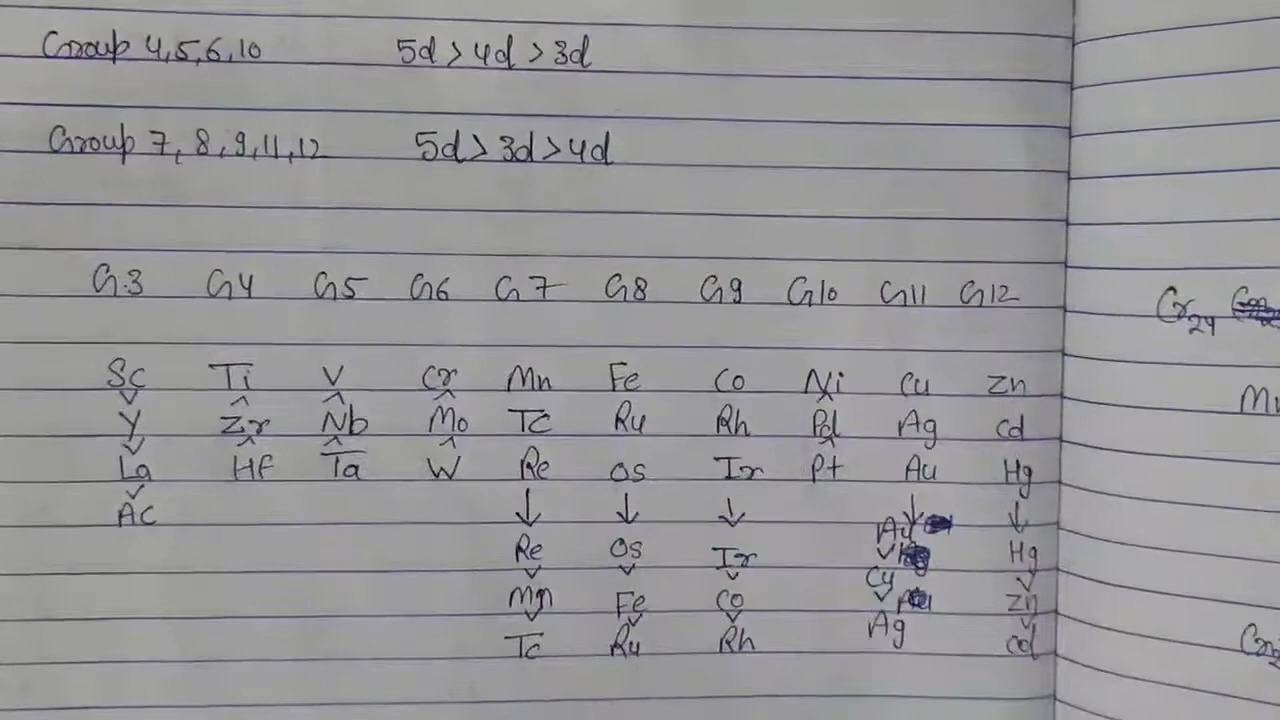 Group 4,5,6,10 5d > 4d > 3d
Group 7, 8, 9, 11, 12 5d > 3d > 4d
G.3 G4 G5 G6 G7 G8 G9 G10 G11 G12
Cr24
Sc Ti V Cr Mn Fe Co Ni Cu Zn
Y Zr Nb Mo Tc Ru Rh Pd Ag Cd
La Hf Ta W Re Os Ir Pt Au Hg
Ac
Au
Re Os Ir Hg
Cu
Mn Fe Co Zn
Ag
Tc Ru Rh Cd